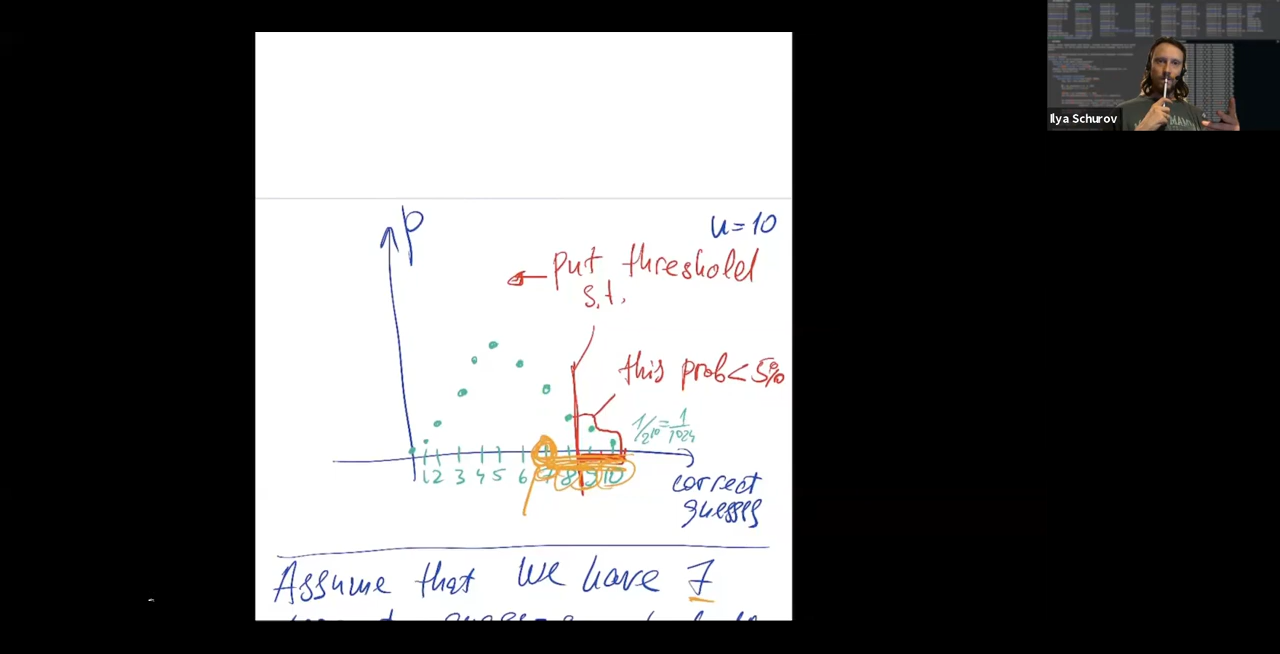 Ilya Schurov
p
n=10
put threshold
s.t.
this prob < 5%
1/2^10 = 1/1024
1 2 3 4 5 6 7 8 9 10
correct
guesses
Assume that we have 7